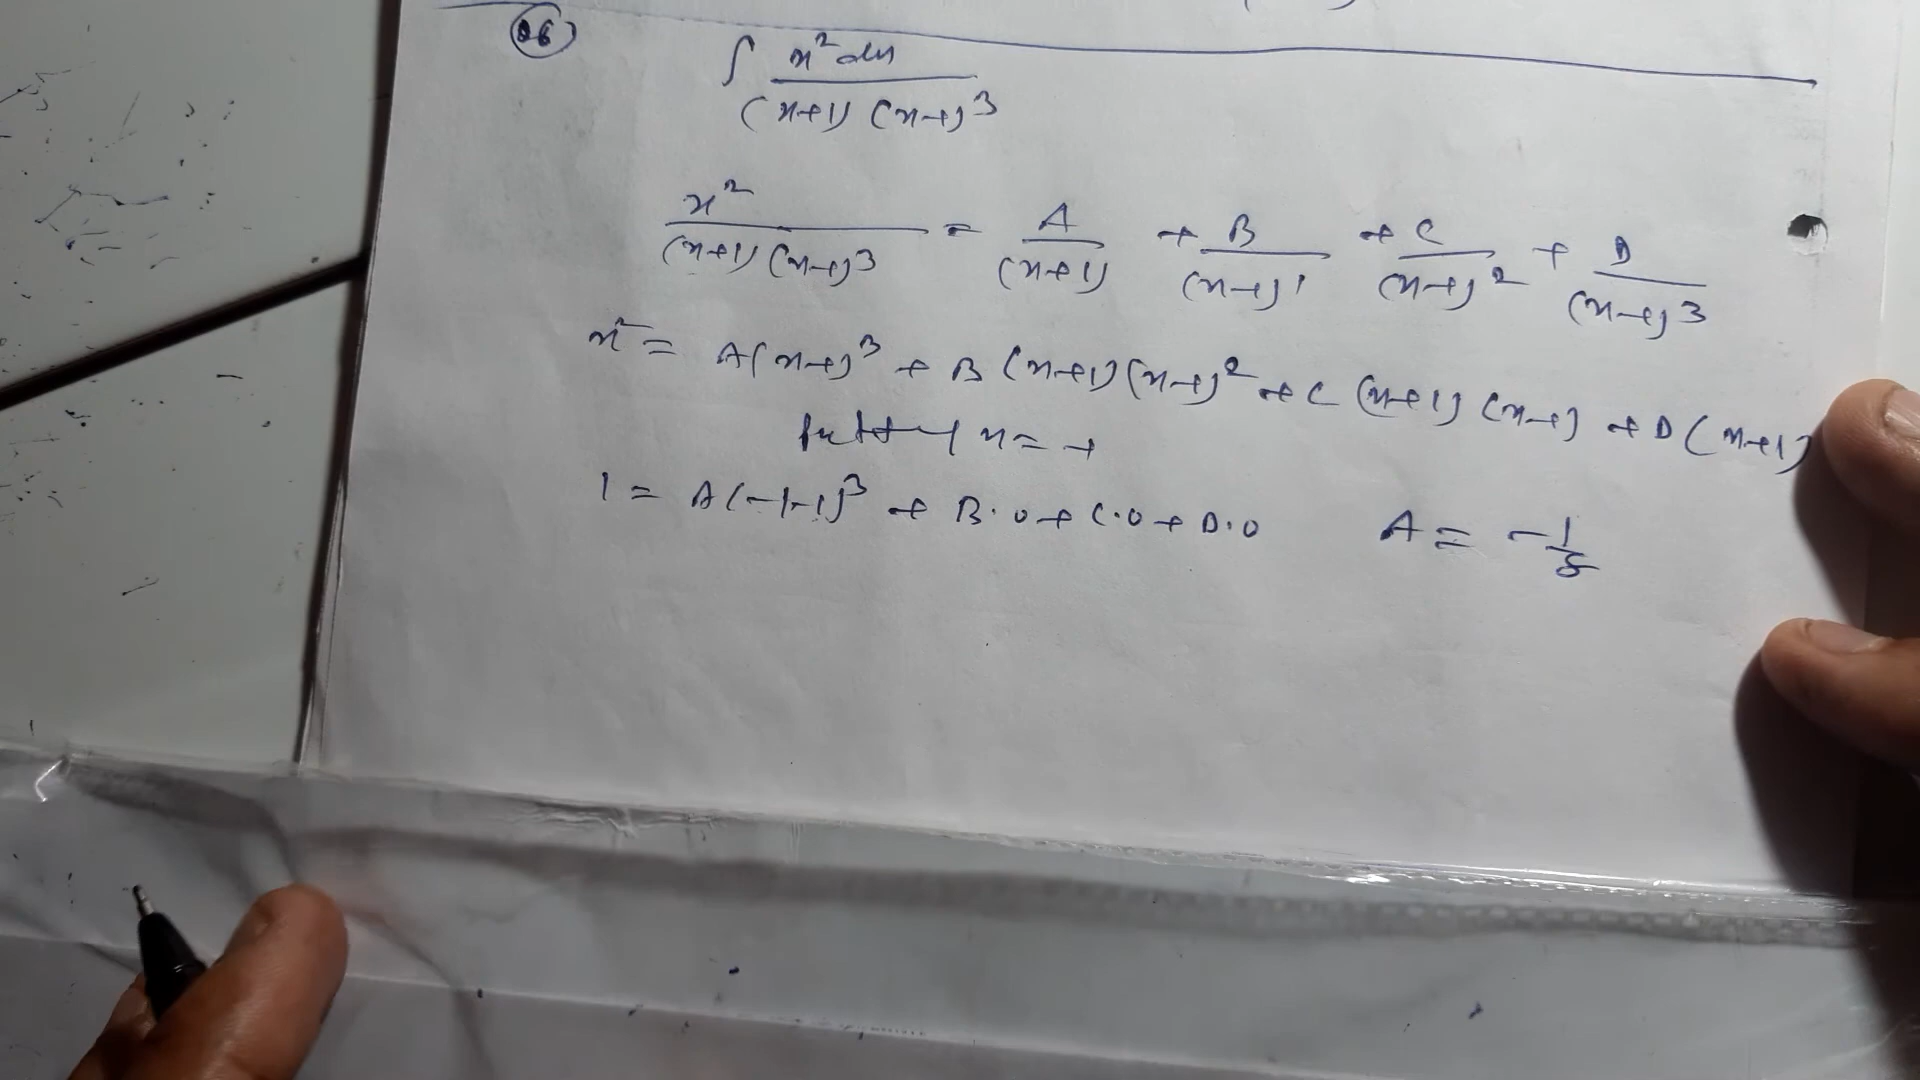 26
∫ x² dx / (x+1) (x-1)³
x² / (x+1) (x-1)³ = A / (x+1) + B / (x-1)¹ + C / (x-1)² + D / (x-1)³
x² = A(x-1)³ + B (x+1) (x-1)² + C (x+1) (x-1) + D (x+1)
putting x = -1
1 = A(-1-1)³ + B·0 + C·0 + D·0 A = -1/8